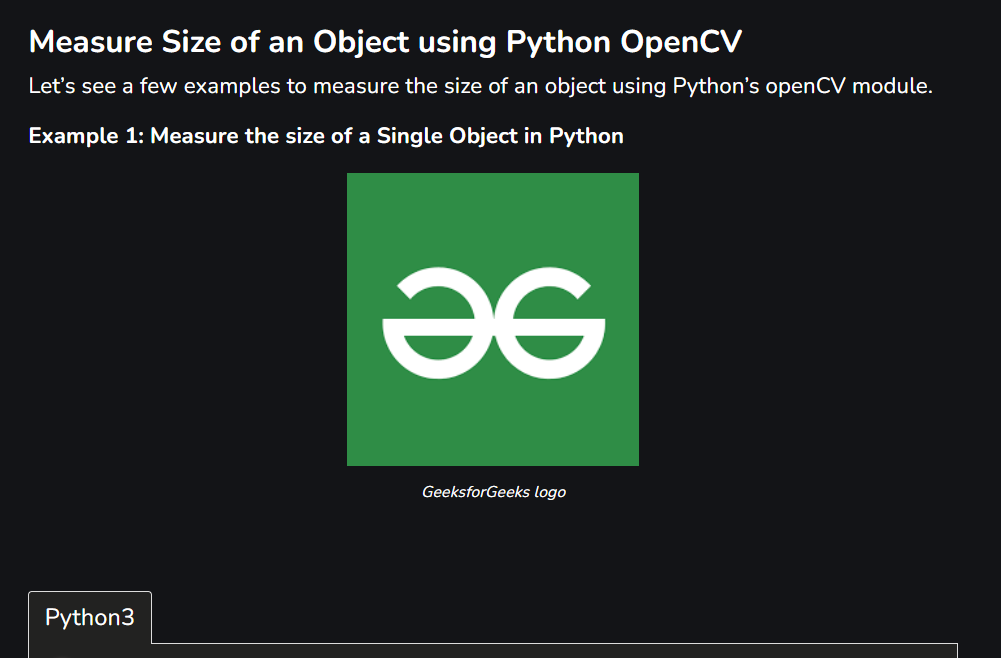 Measure Size of an Object using Python OpenCV
Let’s see a few examples to measure the size of an object using Python’s openCV module.
Example 1: Measure the size of a Single Object in Python
GeeksforGeeks logo
Python3